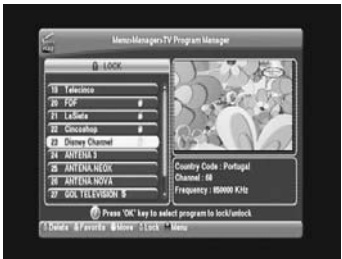 Menu>Manager>TV Program Manager
LOCK
19 Telecinco
20 FDF
21 LaSiete
22 Cincoshop
23 Disney Channel
24 ANTENA 3
25 ANTENA.NEOX
26 ANTENA.NOVA
27 GOL TELEVISION
Country Code : Portugal
Channel : 68
Frequency : 850000 KHz
Press 'OK' key to select program to lock/unlock
Delete Favorite Move Lock Menu